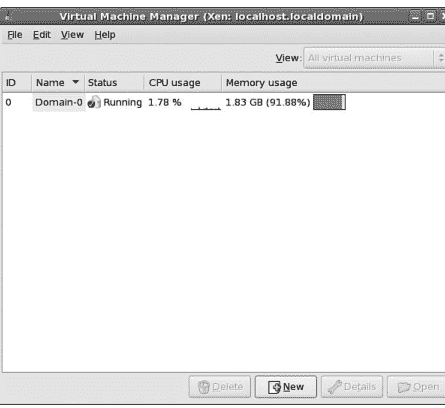 Virtual Machine Manager (Xen: localhost.localdomain)
File Edit View Help
View: All virtual machines
ID Name Status CPU usage Memory usage
0 Domain-0 Running 1.78 % 1.83 GB (91.88%)
Delete New Details Open